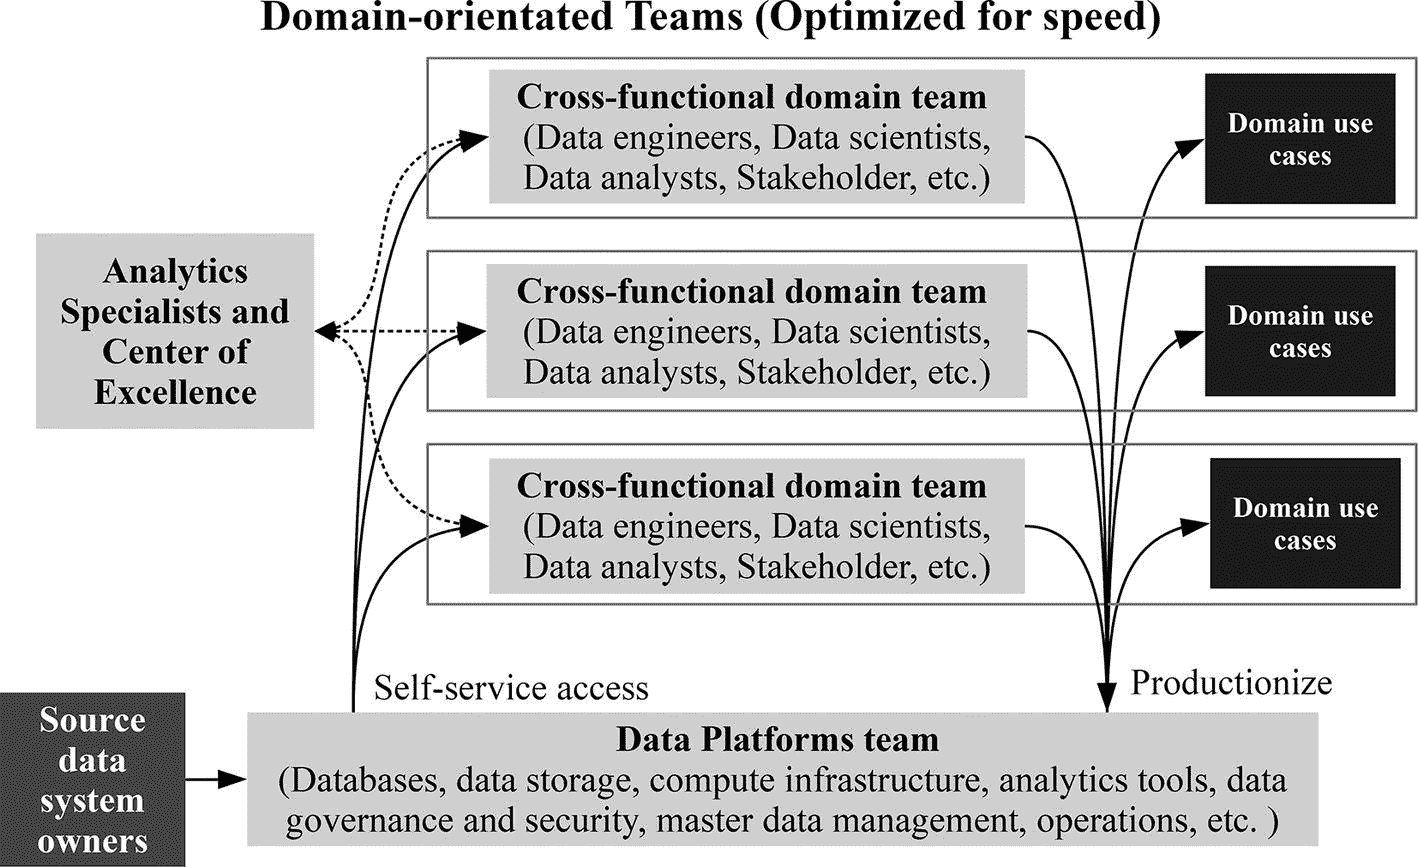 Domain-orientated Teams (Optimized for speed)
Cross-functional domain team
(Data engineers, Data scientists,
Data analysts, Stakeholder, etc.)
Domain use
cases
Analytics
Specialists and
Center of
Excellence
Cross-functional domain team
(Data engineers, Data scientists,
Data analysts, Stakeholder, etc.)
Domain use
cases
Cross-functional domain team
(Data engineers, Data scientists,
Data analysts, Stakeholder, etc.)
Domain use
cases
Self-service access
Productionize
Source
data
system
owners
Data Platforms team
(Databases, data storage, compute infrastructure, analytics tools, data
governance and security, master data management, operations, etc. )